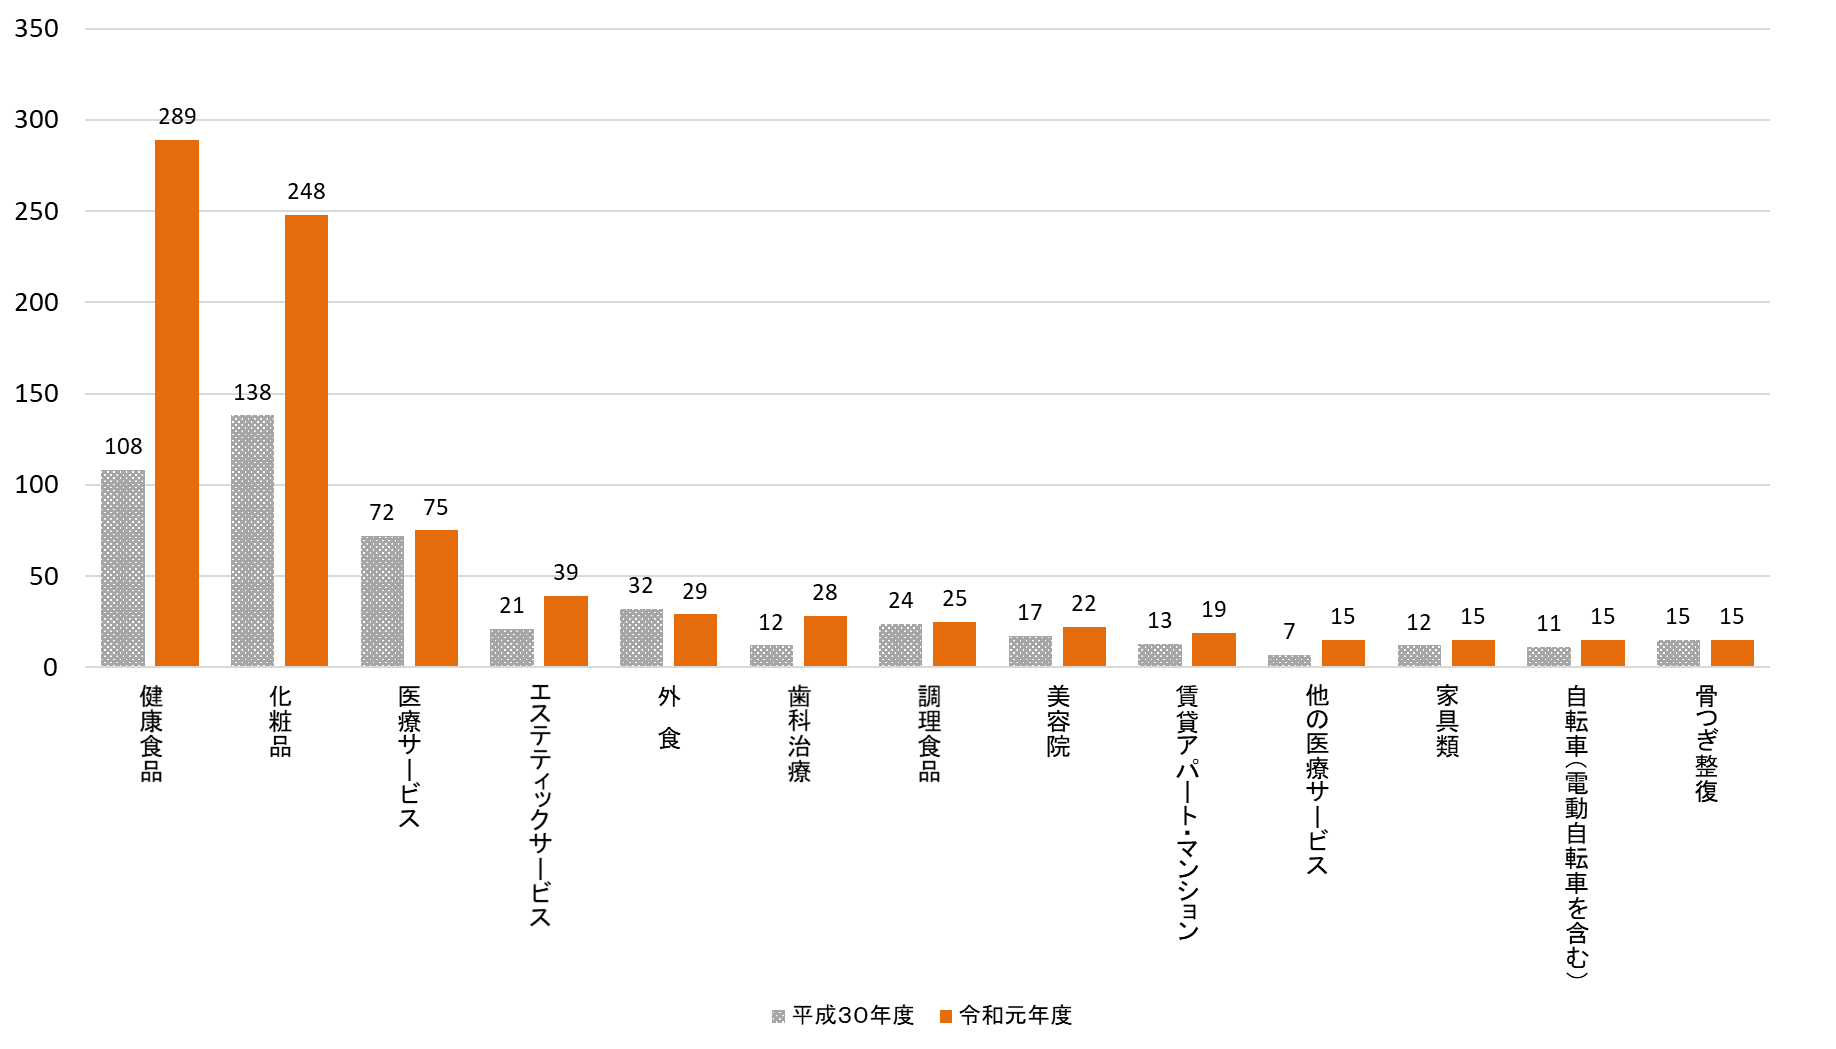 350
300
250
200
150
100
50
0
108
289
138
248
72
75
21
39
32
29
12
28
24
25
17
22
13
19
7
15
12
15
11
15
15
15
健康食品
化粧品
医療サービス
エステティックサービス
外 食
歯科治療
調理食品
美容院
賃貸アパート・マンション
他の医療サービス
家具類
自転車（電動自転車を含む）
骨つぎ整復
平成30年度
令和元年度